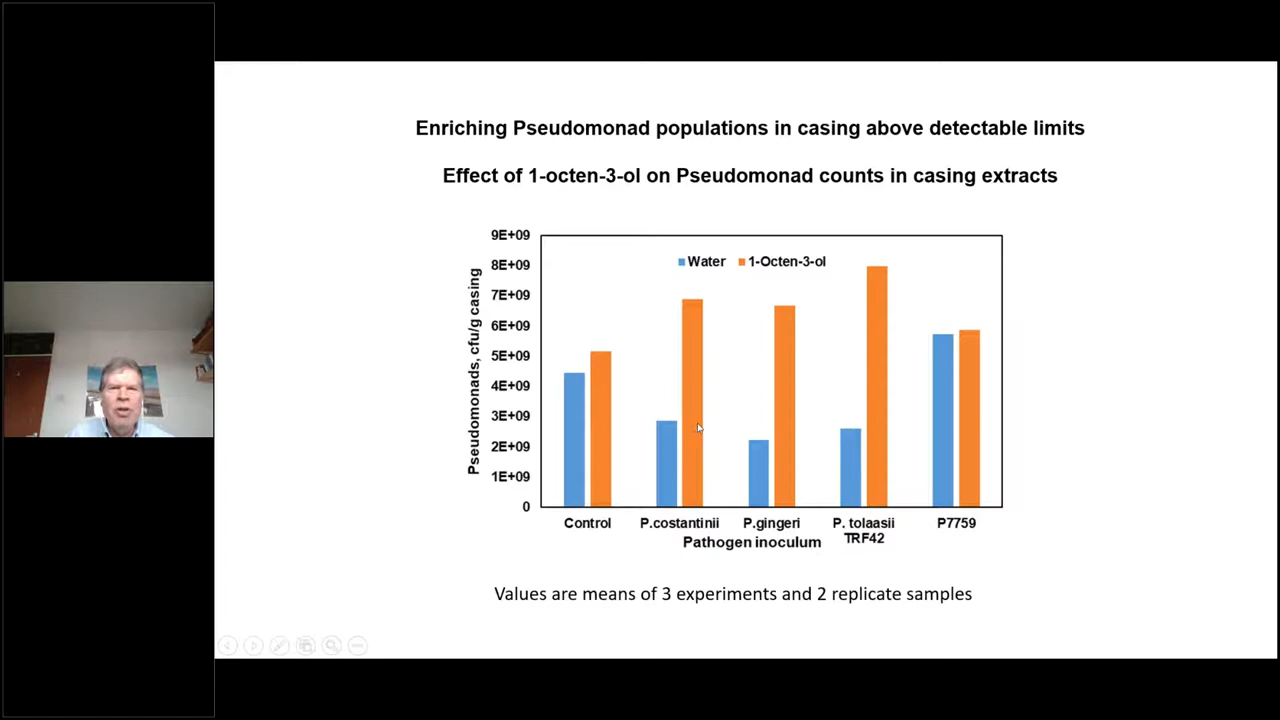 Enriching Pseudomonad populations in casing above detectable limits
Effect of 1-octen-3-ol on Pseudomonad counts in casing extracts
Pseudomonads, cfu/g casing
9E+09
8E+09
7E+09
6E+09
5E+09
4E+09
3E+09
2E+09
1E+09
0
Water 1-Octen-3-ol
Control P.costantinii P.gingeri P. tolaasii P7759
TRF42
Pathogen inoculum
Values are means of 3 experiments and 2 replicate samples